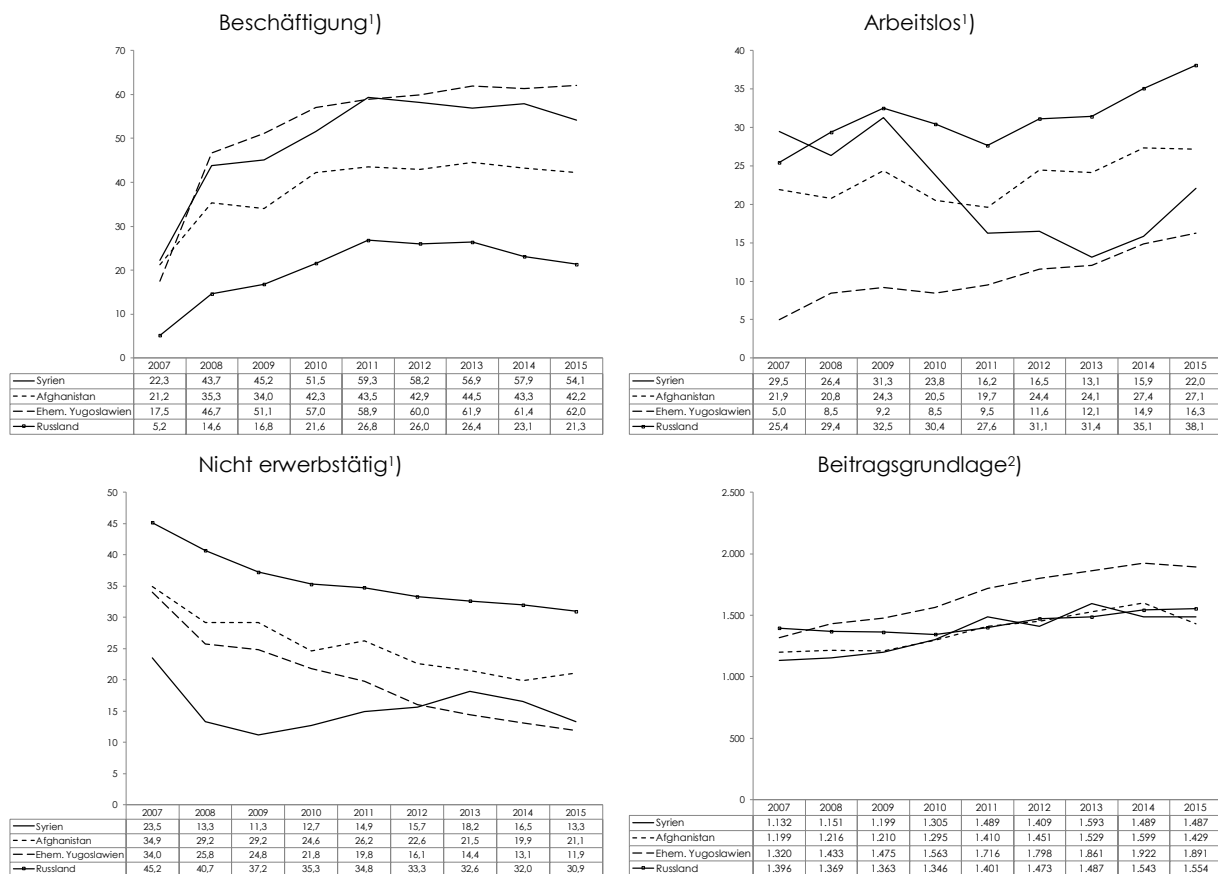 Beschäftigung¹)
70
60
50
40
30
20
10
0
2007 2008 2009 2010 2011 2012 2013 2014 2015
Syrien 22,3 43,7 45,2 51,5 59,3 58,2 56,9 57,9 54,1
Afghanistan 21,2 35,3 34,0 42,3 43,5 42,9 44,5 43,3 42,2
Ehem. Yugoslawien 17,5 46,7 51,1 57,0 58,9 60,0 61,9 61,4 62,0
Russland 5,2 14,6 16,8 21,6 26,8 26,0 26,4 23,1 21,3
Arbeitslos¹)
40
35
30
25
20
15
10
5
0
2007 2008 2009 2010 2011 2012 2013 2014 2015
Syrien 29,5 26,4 31,3 23,8 16,2 16,5 13,1 15,9 22,0
Afghanistan 21,9 20,8 24,3 20,5 19,7 24,4 24,1 27,4 27,1
Ehem. Yugoslawien 5,0 8,5 9,2 8,5 9,5 11,6 12,1 14,9 16,3
Russland 25,4 29,4 32,5 30,4 27,6 31,1 31,4 35,1 38,1
Nicht erwerbstätig¹)
50
45
40
35
30
25
20
15
10
5
0
2007 2008 2009 2010 2011 2012 2013 2014 2015
Syrien 23,5 13,3 11,3 12,7 14,9 15,7 18,2 16,5 13,3
Afghanistan 34,9 29,2 29,2 24,6 26,2 22,6 21,5 19,9 21,1
Ehem. Yugoslawien 34,0 25,8 24,8 21,8 19,8 16,1 14,4 13,1 11,9
Russland 45,2 40,7 37,2 35,3 34,8 33,3 32,6 32,0 30,9
Beitragsgrundlage²)
2.500
2.000
1.500
1.000
500
0
2007 2008 2009 2010 2011 2012 2013 2014 2015
Syrien 1.132 1.151 1.199 1.305 1.489 1.409 1.593 1.489 1.487
Afghanistan 1.199 1.216 1.210 1.295 1.410 1.451 1.529 1.599 1.429
Ehem. Yugoslawien 1.320 1.433 1.475 1.563 1.716 1.798 1.861 1.922 1.891
Russland 1.396 1.369 1.363 1.346 1.401 1.473 1.487 1.543 1.554